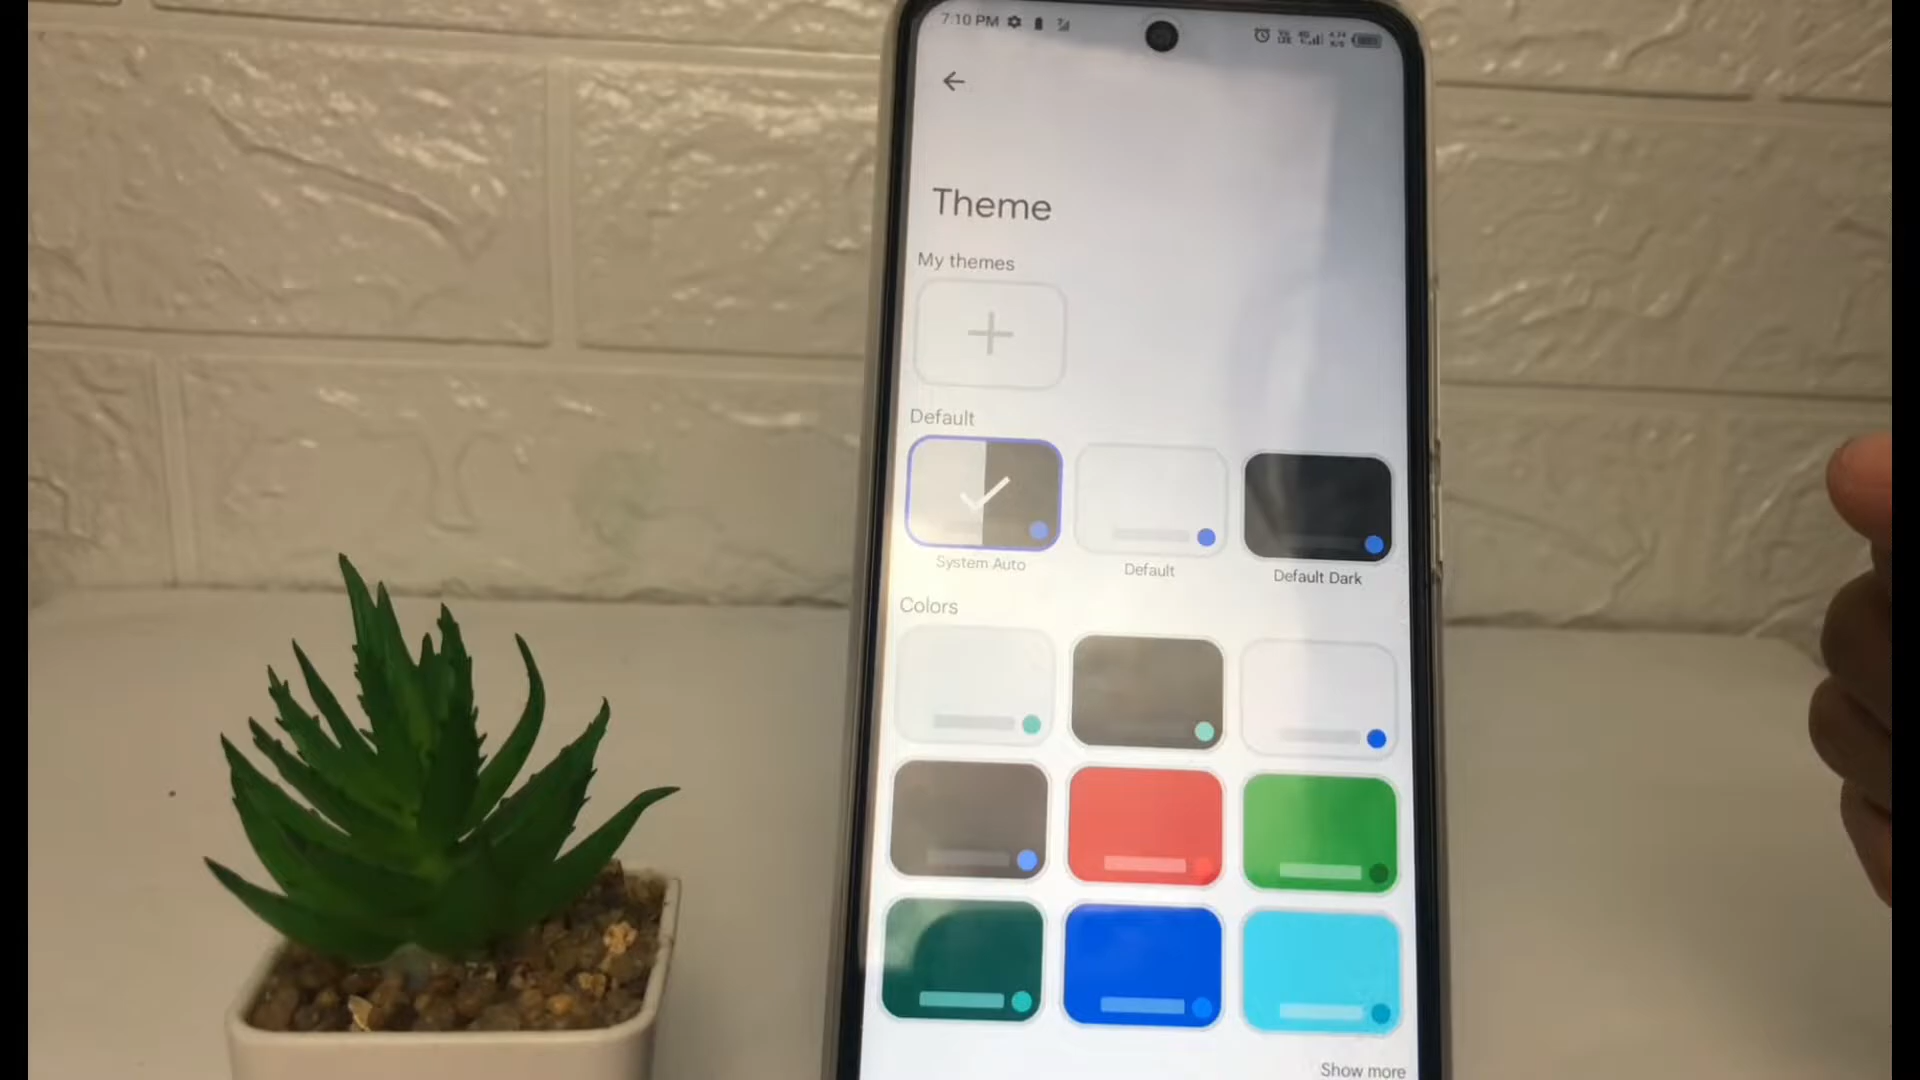 7:10 PM
Theme
My themes
Default
System Auto
Default
Default Dark
Colors
Show more